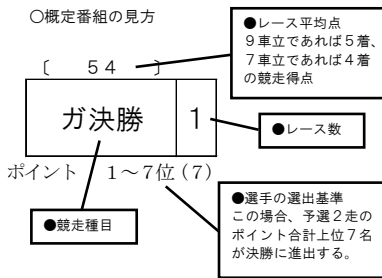 〇概定番組の見方
●レース平均点
９車立であれば５着、
７車立であれば４着
の競走得点
〔　５４　〕
ガ決勝　1
●レース数
ポイント　１～７位（７）
●競走種目
●選手の選出基準
この場合、予選２走の
ポイント合計上位７名
が決勝に進出する。